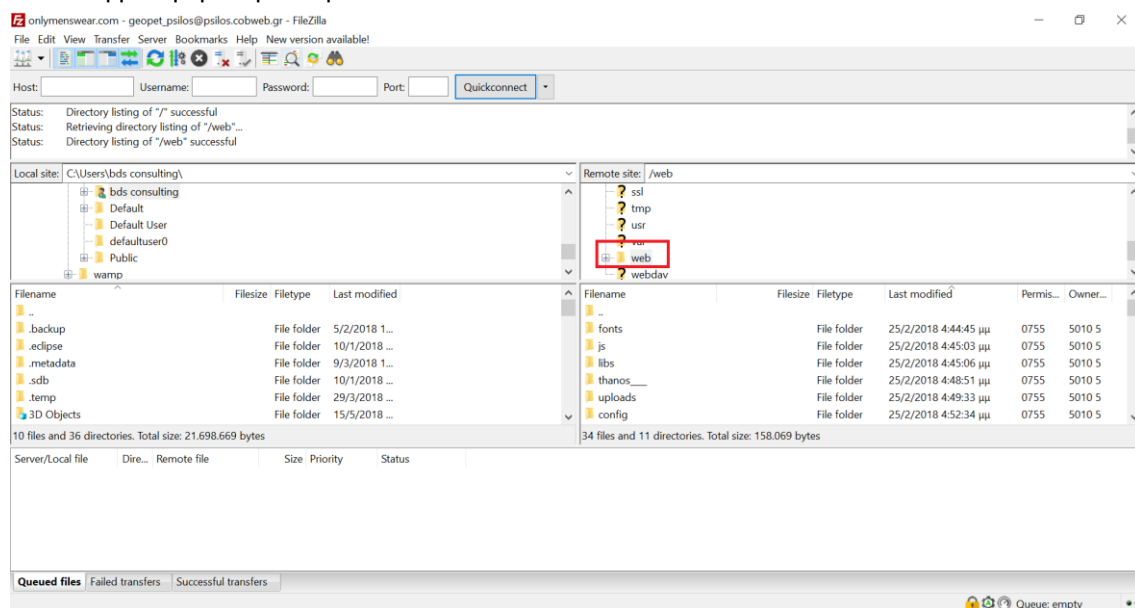 onlymenswear.com - geopet_psilos@psilos.cobweb.gr - FileZilla
File Edit View Transfer Server Bookmarks Help New version available!
Host: Username: Password: Port: Quickconnect
Status: Directory listing of "/" successful
Status: Retrieving directory listing of "/web"...
Status: Directory listing of "/web" successful
Local site: C:\Users\bds consulting\
bds consulting
Default
Default User
defaultuser0
Public
wamp
Remote site: /web
ssl
tmp
usr
var
web
webdav
Filename Filesize Filetype Last modified
..
.backup File folder 5/2/2018 1...
.eclipse File folder 10/1/2018 ...
.metadata File folder 9/3/2018 1...
.sdb File folder 10/1/2018 ...
.temp File folder 29/3/2018 ...
3D Objects File folder 15/5/2018 ...
10 files and 36 directories. Total size: 21.698.669 bytes
Filename Filesize Filetype Last modified Permis... Owner...
..
fonts File folder 25/2/2018 4:44:45 μμ 0755 5010 5
js File folder 25/2/2018 4:45:03 μμ 0755 5010 5
libs File folder 25/2/2018 4:45:06 μμ 0755 5010 5
thanos___ File folder 25/2/2018 4:48:51 μμ 0755 5010 5
uploads File folder 25/2/2018 4:49:33 μμ 0755 5010 5
config File folder 25/2/2018 4:52:34 μμ 0755 5010 5
34 files and 11 directories. Total size: 158.069 bytes
Server/Local file Dire... Remote file Size Priority Status
Queued files Failed transfers Successful transfers
Queue: empty